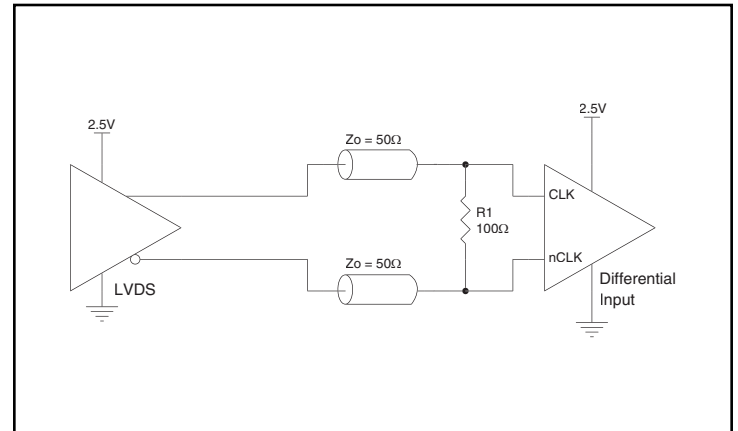 2.5V
2.5V
Zo = 50Ω
CLK
R1
100Ω
nCLK
Zo = 50Ω
LVDS
Differential
Input